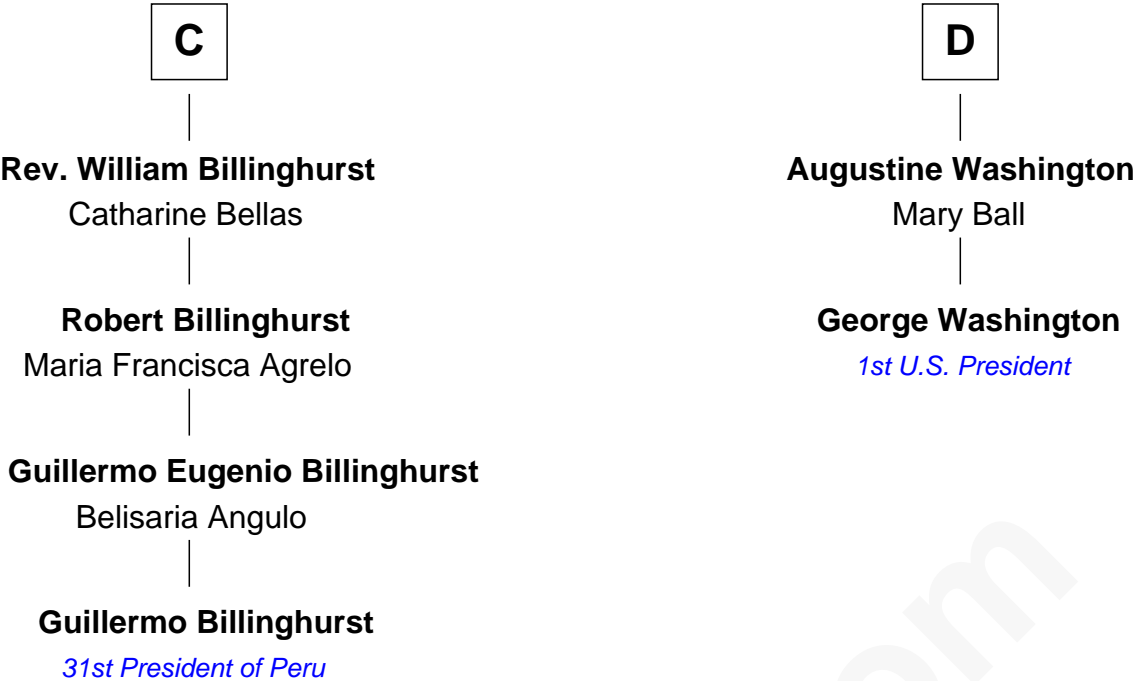 C
Rev. William Billinghurst
Catharine Bellas
Robert Billinghurst
Maria Francisca Agrelo
Guillermo Eugenio Billinghurst
Belisaria Angulo
Guillermo Billinghurst
31st President of Peru
D
Augustine Washington
Mary Ball
George Washington
1st U.S. President
om